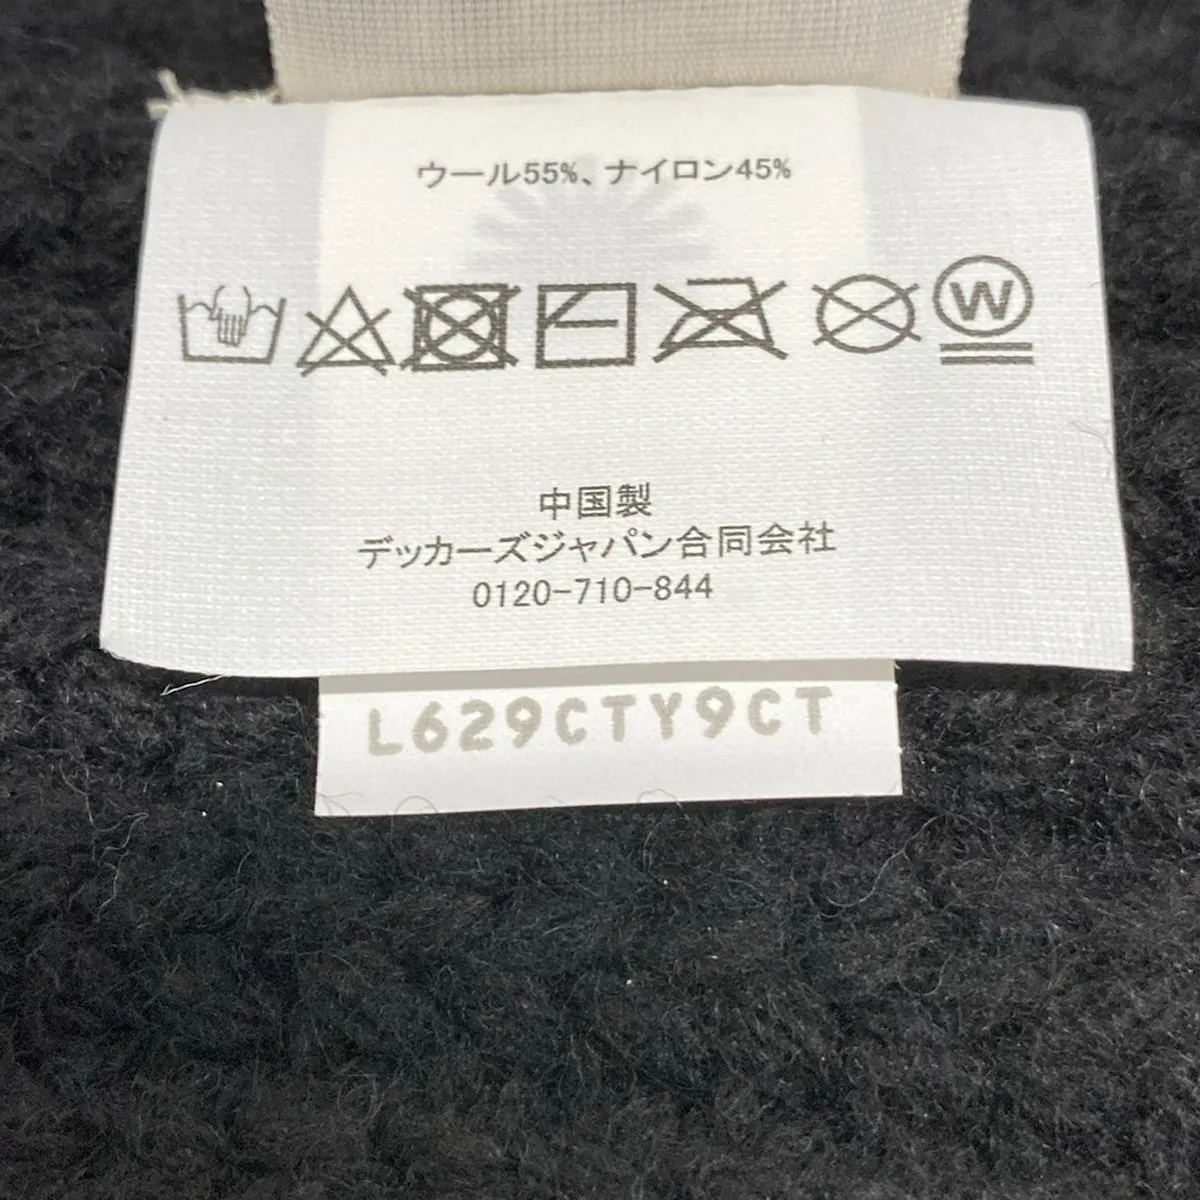 ウール55%、ナイロン45%
W
中国製
デッカーズジャパン合同会社
0120-710-844
L629CTY9CT